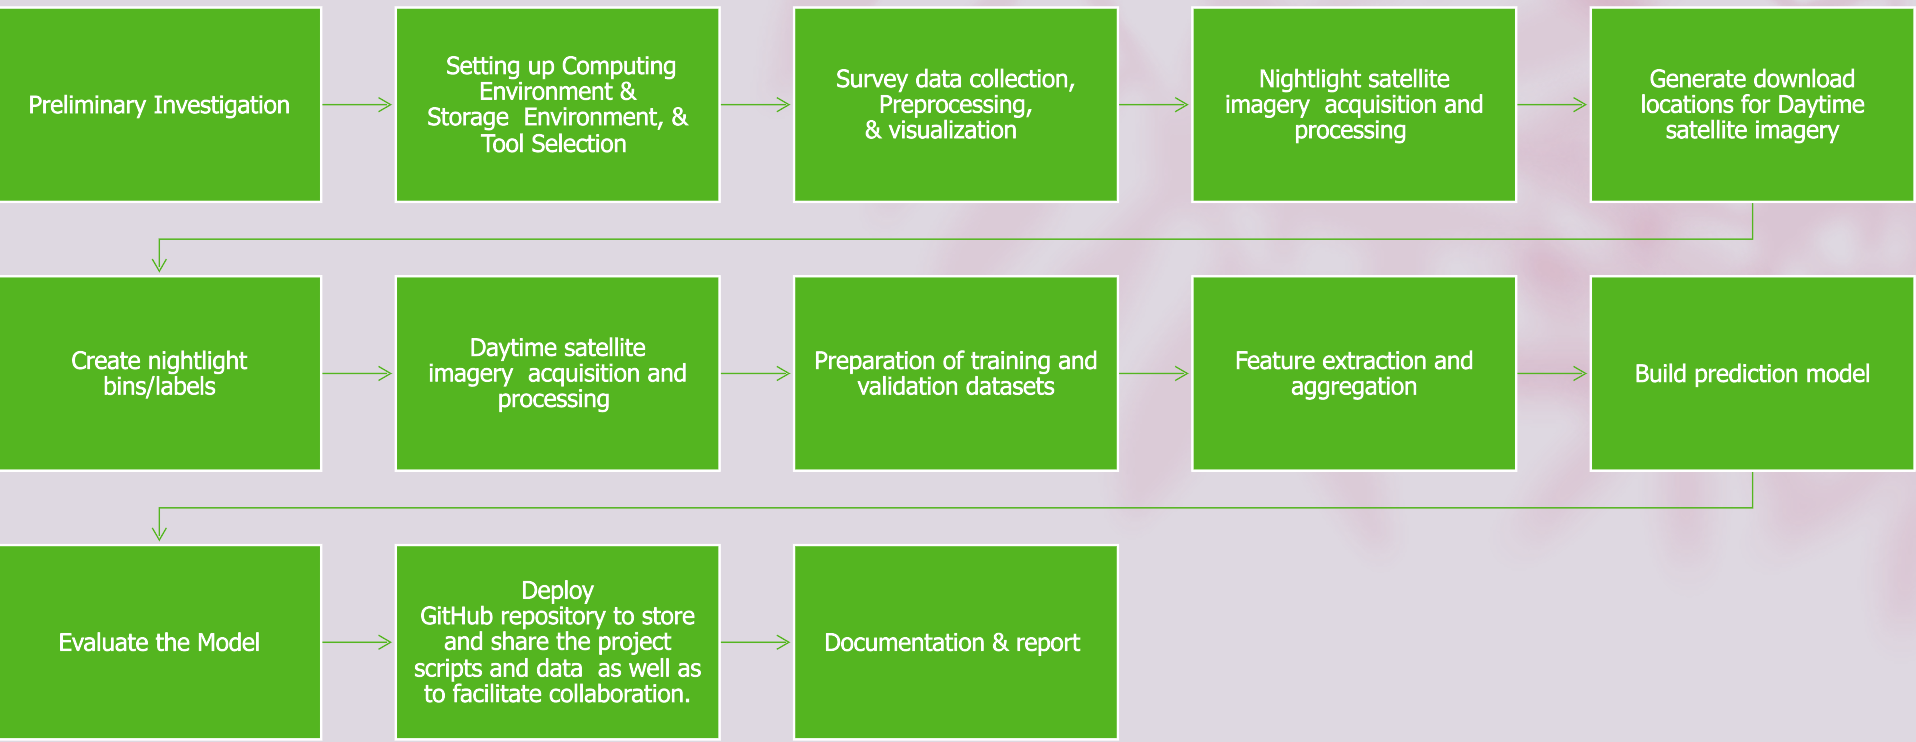 Preliminary Investigation
Setting up Computing
Environment &
Storage  Environment, &
Tool Selection
Survey data collection,
Preprocessing,
& visualization
Nightlight satellite
imagery  acquisition and
processing
Generate download
locations for Daytime
satellite imagery
Create nightlight
bins/labels
Daytime satellite
imagery  acquisition and
processing
Preparation of training and
validation datasets
Feature extraction and
aggregation
Build prediction model
Evaluate the Model
Deploy
GitHub repository to store
and share the project
scripts and data  as well as
to facilitate collaboration.
Documentation & report